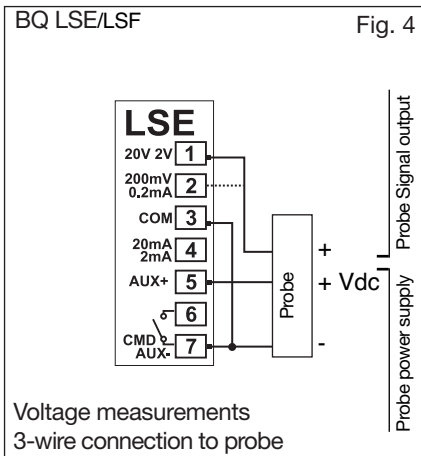 BQ LSE/LSF
Fig. 4
LSE
20V 2V 1
200mV
0.2mA 2
COM 3
20mA
2mA 4
AUX+ 5
6
CMD
AUX- 7
Probe
+
+ Vdc
-
Probe Signal output
Probe power supply
Voltage measurements
3-wire connection to probe